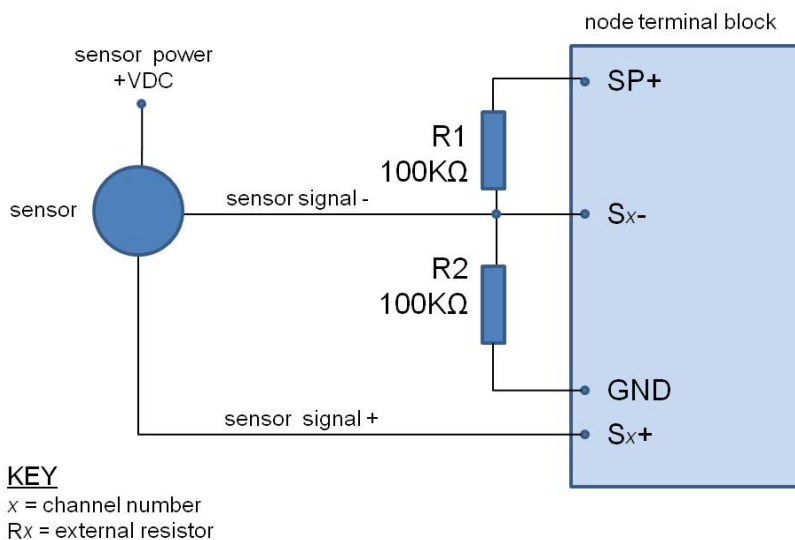 node terminal block
sensor power
+VDC
SP+
R1
100KΩ
sensor
sensor signal -
Sx-
R2
100KΩ
GND
sensor signal +
Sx+
KEY
x = channel number
Rx = external resistor